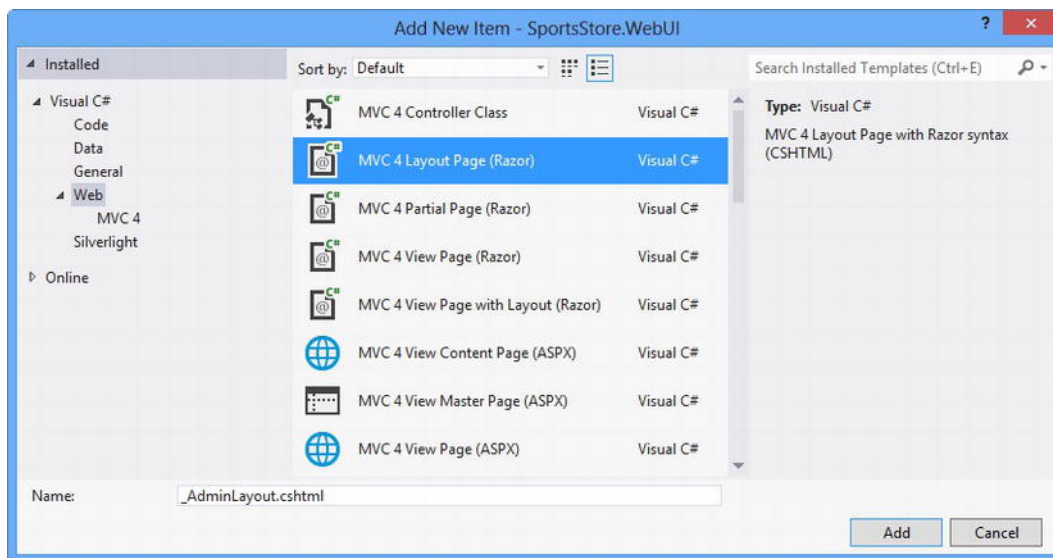 Add New Item - SportsStore.WebUI
?
×
Installed
Sort by: Default
Search Installed Templates (Ctrl+E)
Visual C#
Code
Data
General
Web
MVC 4
Silverlight
Online
C#
MVC 4 Controller Class Visual C#
C#
@
MVC 4 Layout Page (Razor) Visual C#
C#
@
MVC 4 Partial Page (Razor) Visual C#
C#
@
MVC 4 View Page (Razor) Visual C#
C#
@
MVC 4 View Page with Layout (Razor) Visual C#
MVC 4 View Content Page (ASPX) Visual C#
MVC 4 View Master Page (ASPX) Visual C#
MVC 4 View Page (ASPX) Visual C#
Type: Visual C#
MVC 4 Layout Page with Razor syntax
(CSHTML)
Name: _AdminLayout.cshtml
Add Cancel